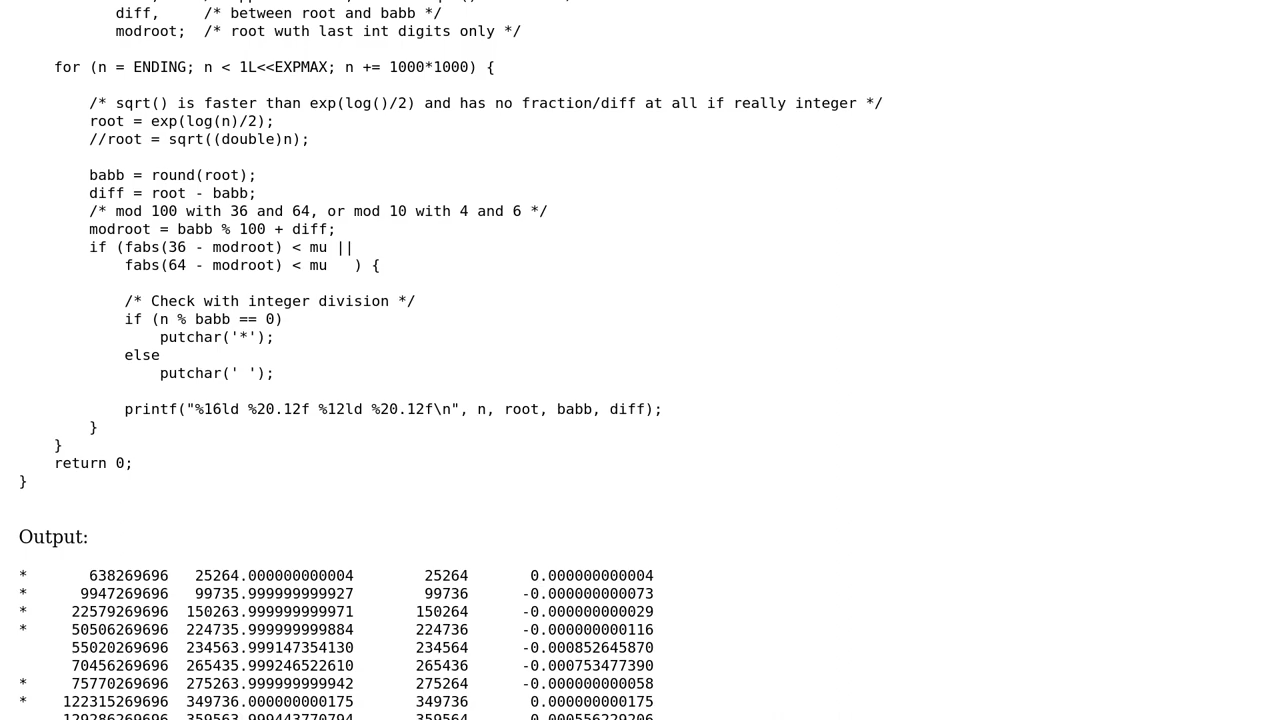 diff,     /* between root and babb */
modroot;  /* root wuth last int digits only */
for (n = ENDING; n < 1L<<EXPMAX; n += 1000*1000) {
/* sqrt() is faster than exp(log()/2) and has no fraction/diff at all if really integer */
root = exp(log(n)/2);
//root = sqrt((double)n);
babb = round(root);
diff = root - babb;
/* mod 100 with 36 and 64, or mod 10 with 4 and 6 */
modroot = babb % 100 + diff;
if (fabs(36 - modroot) < mu ||
fabs(64 - modroot) < mu   ) {
/* Check with integer division */
if (n % babb == 0)
putchar('*');
else
putchar(' ');
printf("%16ld %20.12f %12ld %20.12f\n", n, root, babb, diff);
}
}
return 0;
}
Output:
* 638269696 25264.000000000004 25264 0.000000000004
* 9947269696 99735.999999999927 99736 -0.000000000073
* 22579269696 150263.999999999971 150264 -0.000000000029
* 50506269696 224735.999999999884 224736 -0.000000000116
55020269696 234563.999147354130 234564 -0.000852645870
70456269696 265435.999246522610 265436 -0.000753477390
* 75770269696 275263.999999999942 275264 -0.000000000058
* 122315269696 349736.000000000175 349736 0.000000000175
129286269696 359563.999443770794 359564 -0.000556229206